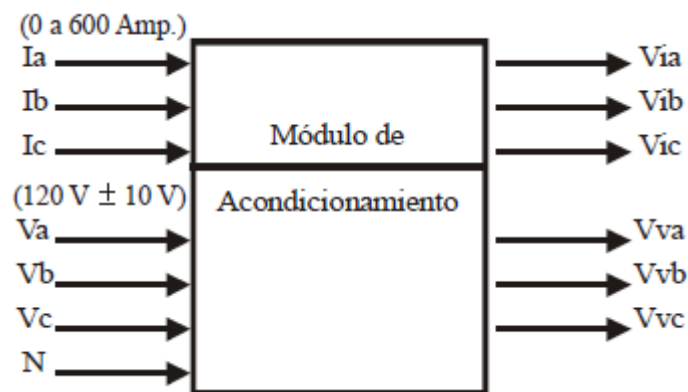 (0 a 600 Amp.)
Ia
Ib
Ic
(120 V ± 10 V)
Va
Vb
Vc
N
Módulo de
Acondicionamiento
Via
Vib
Vic
Vva
Vvb
Vvc